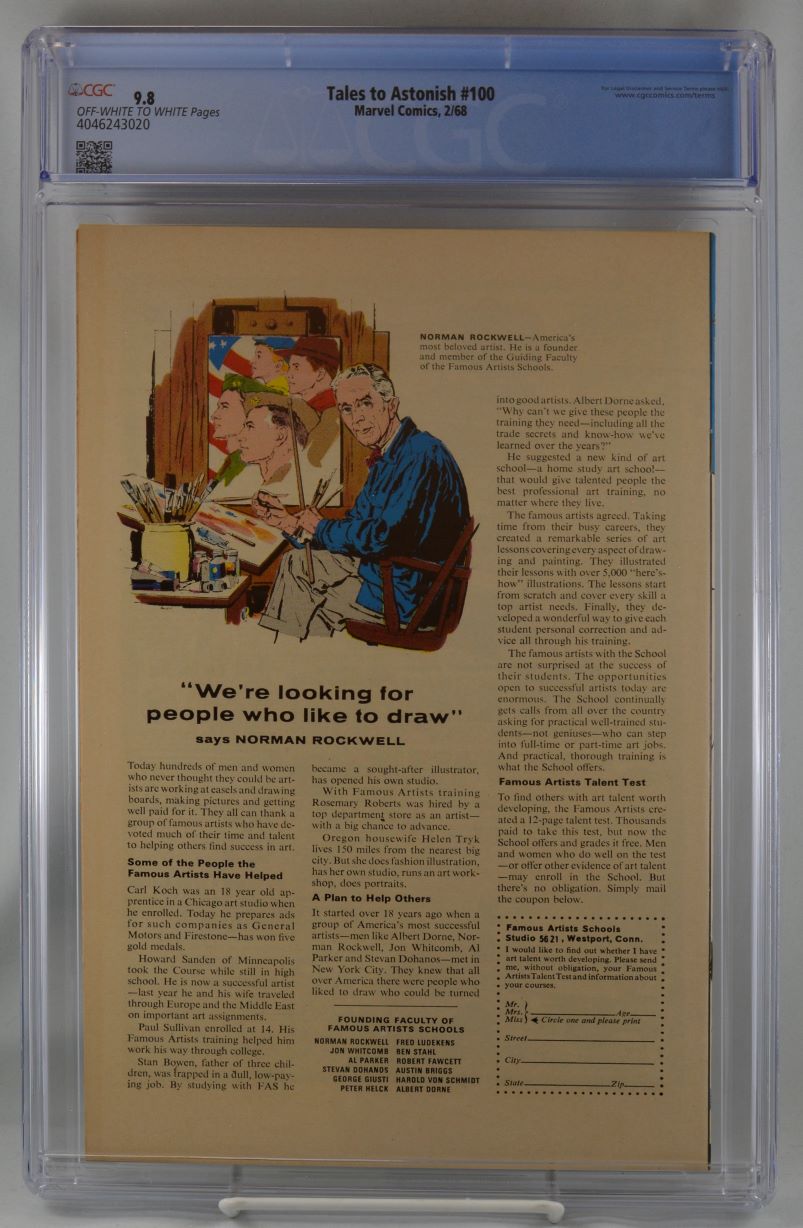 CGC 9.8
OFF-WHITE TO WHITE Pages
4046243020
Tales to Astonish #100
Marvel Comics, 2/68
For Legal Disclaimer and Service Terms please visit:
www.cgccomics.com/terms
CGC
NORMAN ROCKWELL—America's
most beloved artist. He is a founder
and member of the Guiding Faculty
of the Famous Artists Schools.
"We're looking for
people who like to draw"
says NORMAN ROCKWELL
Today hundreds of men and women
who never thought they could be art-
ists are working at easels and drawing
boards, making pictures and getting
well paid for it. They all can thank a
group of famous artists who have de-
voted much of their time and talent
to helping others find success in art.
Some of the People the
Famous Artists Have Helped
Carl Koch was an 18 year old ap-
prentice in a Chicago art studio when
he enrolled. Today he prepares ads
for such companies as General
Motors and Firestone—has won five
gold medals.
Howard Sanden of Minneapolis
took the Course while still in high
school. He is now a successful artist
—last year he and his wife traveled
through Europe and the Middle East
on important art assignments.
Paul Sullivan enrolled at 14. His
Famous Artists training helped him
work his way through college.
Stan Bowen, father of three chil-
dren, was trapped in a dull, low-pay-
ing job. By studying with FAS he
became a sought-after illustrator,
has opened his own studio.
With Famous Artists training
Rosemary Roberts was hired by a
top department store as an artist—
with a big chance to advance.
Oregon housewife Helen Tryk
lives 150 miles from the nearest big
city. But she does fashion illustration,
has her own studio, runs an art work-
shop, does portraits.
A Plan to Help Others
It started over 18 years ago when a
group of America's most successful
artists—men like Albert Dorne, Nor-
man Rockwell, Jon Whitcomb, Al
Parker and Stevan Dohanos—met in
New York City. They knew that all
over America there were people who
liked to draw who could be turned
FOUNDING FACULTY OF
FAMOUS ARTISTS SCHOOLS
NORMAN ROCKWELL FRED LUDEKENS
JON WHITCOMB BEN STAHL
AL PARKER ROBERT FAWCETT
STEVAN DOHANOS AUSTIN BRIGGS
GEORGE GIUSTI HAROLD VON SCHMIDT
PETER HELCK ALBERT DORNE
into good artists. Albert Dorne asked,
"Why can't we give these people the
training they need—including all the
trade secrets and know-how we've
learned over the years?"
He suggested a new kind of art
school—a home study art school—
that would give talented people the
best professional art training, no
matter where they live.
The famous artists agreed. Taking
time from their busy careers, they
created a remarkable series of art
lessons covering every aspect of draw-
ing and painting. They illustrated
their lessons with over 5,000 "here's-
how" illustrations. The lessons start
from scratch and cover every skill a
top artist needs. Finally, they de-
veloped a wonderful way to give each
student personal correction and ad-
vice all through his training.
The famous artists with the School
are not surprised at the success of
their students. The opportunities
open to successful artists today are
enormous. The School continually
gets calls from all over the country
asking for practical well-trained stu-
dents—not geniuses—who can step
into full-time or part-time art jobs.
And practical, thorough training is
what the School offers.
Famous Artists Talent Test
To find others with art talent worth
developing, the Famous Artists cre-
ated a 12-page talent test. Thousands
paid to take this test, but now the
School offers and grades it free. Men
and women who do well on the test
—or offer other evidence of art talent
—may enroll in the School. But
there's no obligation. Simply mail
the coupon below.
Famous Artists Schools
Studio 5621, Westport, Conn.
I would like to find out whether I have
art talent worth developing. Please send
me, without obligation, your Famous
Artists Talent Test and information about
your courses.
Mr.
Mrs. Age
Miss Circle one and please print
Street
City
State Zip